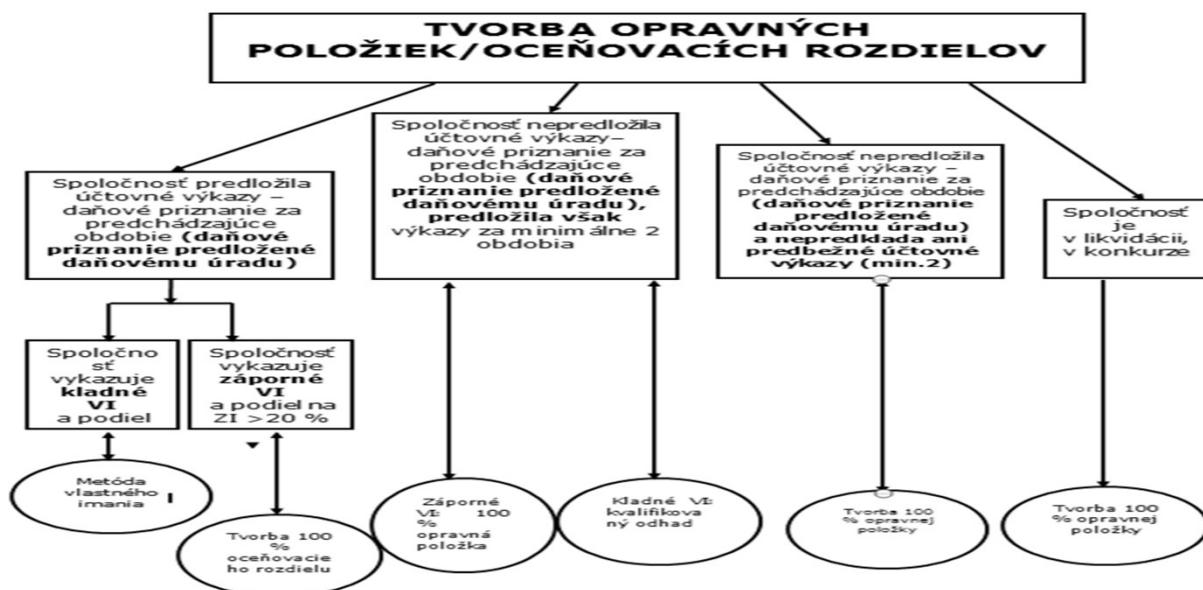 TVORBA OPRAVNÝCH
POLOŽIEK/OCEŇOVACÍCH ROZDIELOV
Spoločnosť predložila
účtovné výkazy –
daňové priznanie za
predchádzajúce
obdobie (daňové
priznanie predložené
daňovému úradu)
Spoločnosť nepredložila
účtovné výkazy–
daňové priznanie za
predchádzajúce
obdobie (daňové
priznanie predložené
daňovému úradu),
predložila však
výkazy za minimálne 2
obdobia
Spoločnosť nepredložila
účtovné výkazy –
daňové priznanie za
predchádzajúce obdobie
(daňové priznanie
predložené
daňovému úradu)
a nepredklada ani
predbežné účtovné
výkazy (min.2)
Spoločnosť
je
v likvidácii,
v konkurze
Spoločno
sť
vykazuje
kladné
VI
a podiel
Spoločnosť
vykazuje
záporné
VI
a podiel na
ZI >20 %
Metóda
vlastného
imania
Tvorba 100
%
oceňovacie
ho rozdielu
Záporné
VI: 100
%
opravná
položka
Kladné VI:
kvalifikova
ný odhad
Tvorba 100
% opravnej
položky
Tvorba 100
% opravnej
položky